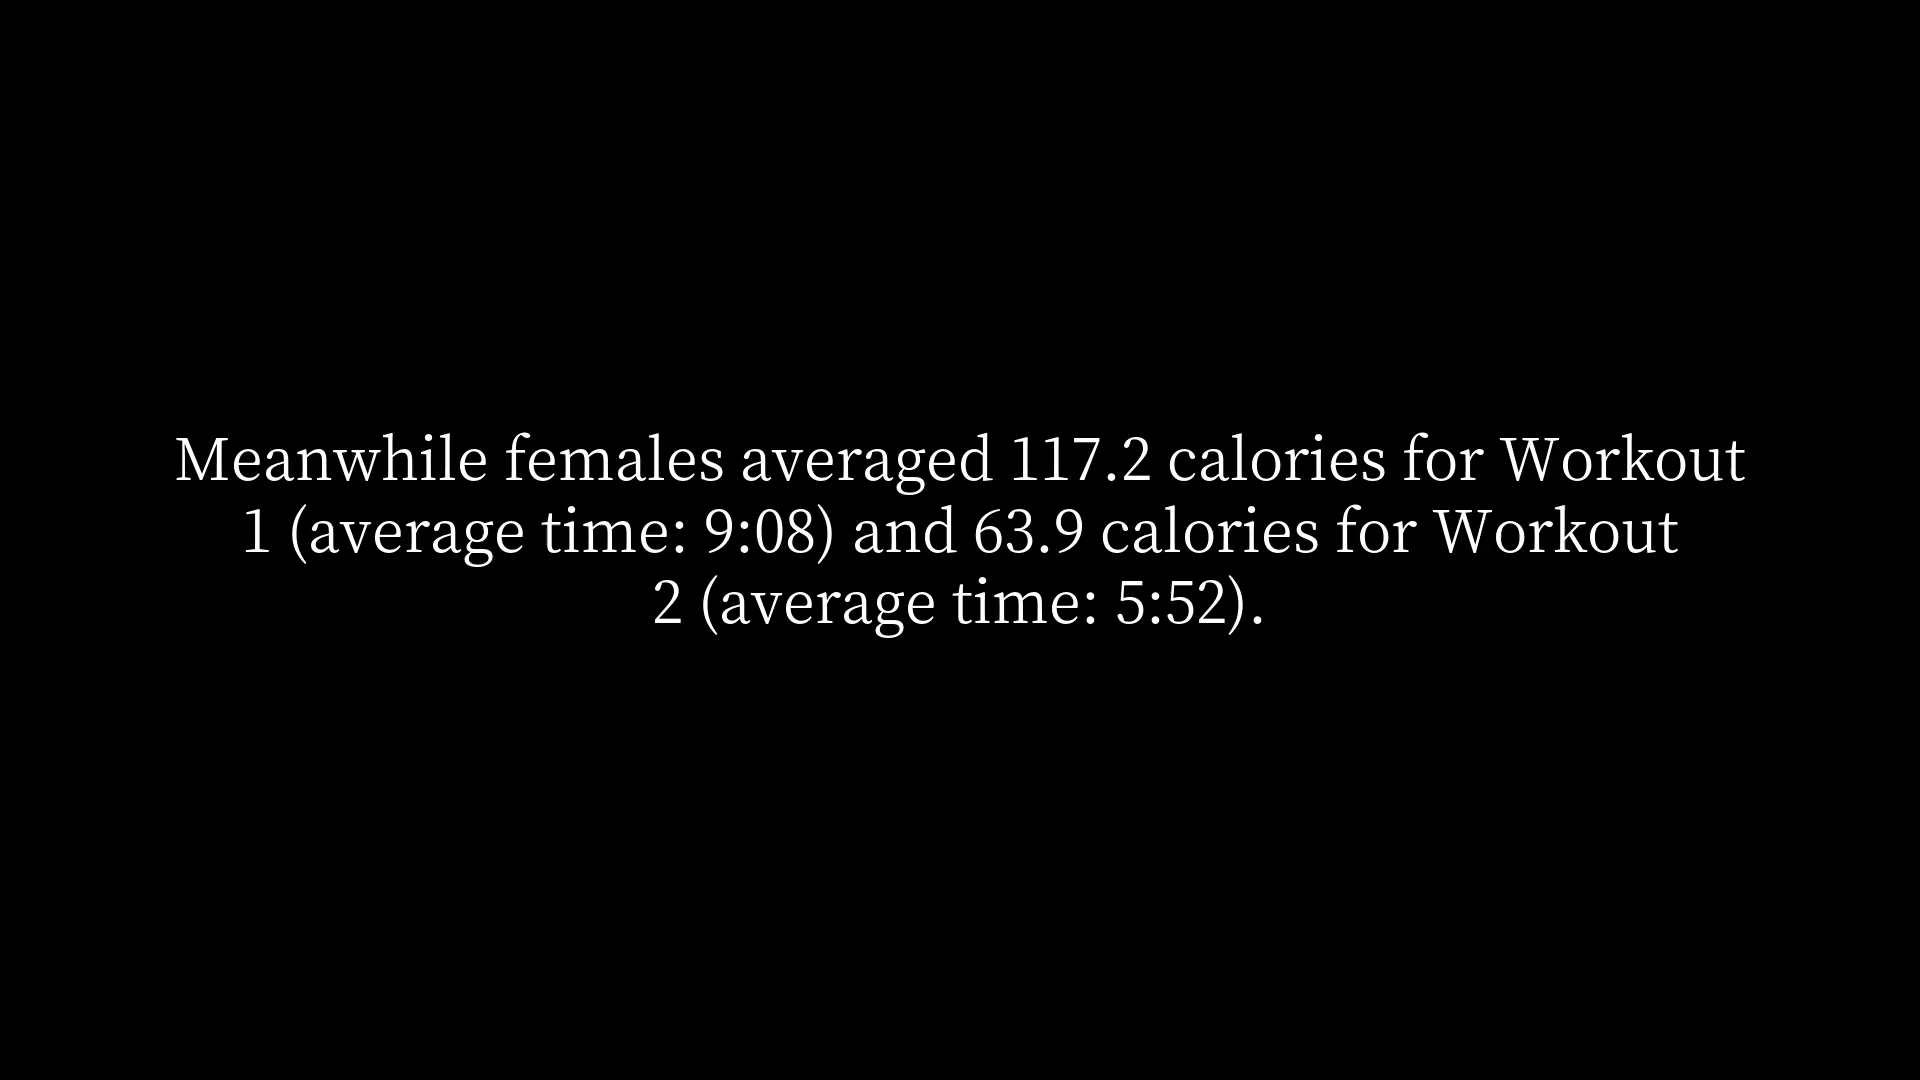 Meanwhile females averaged 117.2 calories for Workout
1 (average time: 9:08) and 63.9 calories for Workout
2 (average time: 5:52).